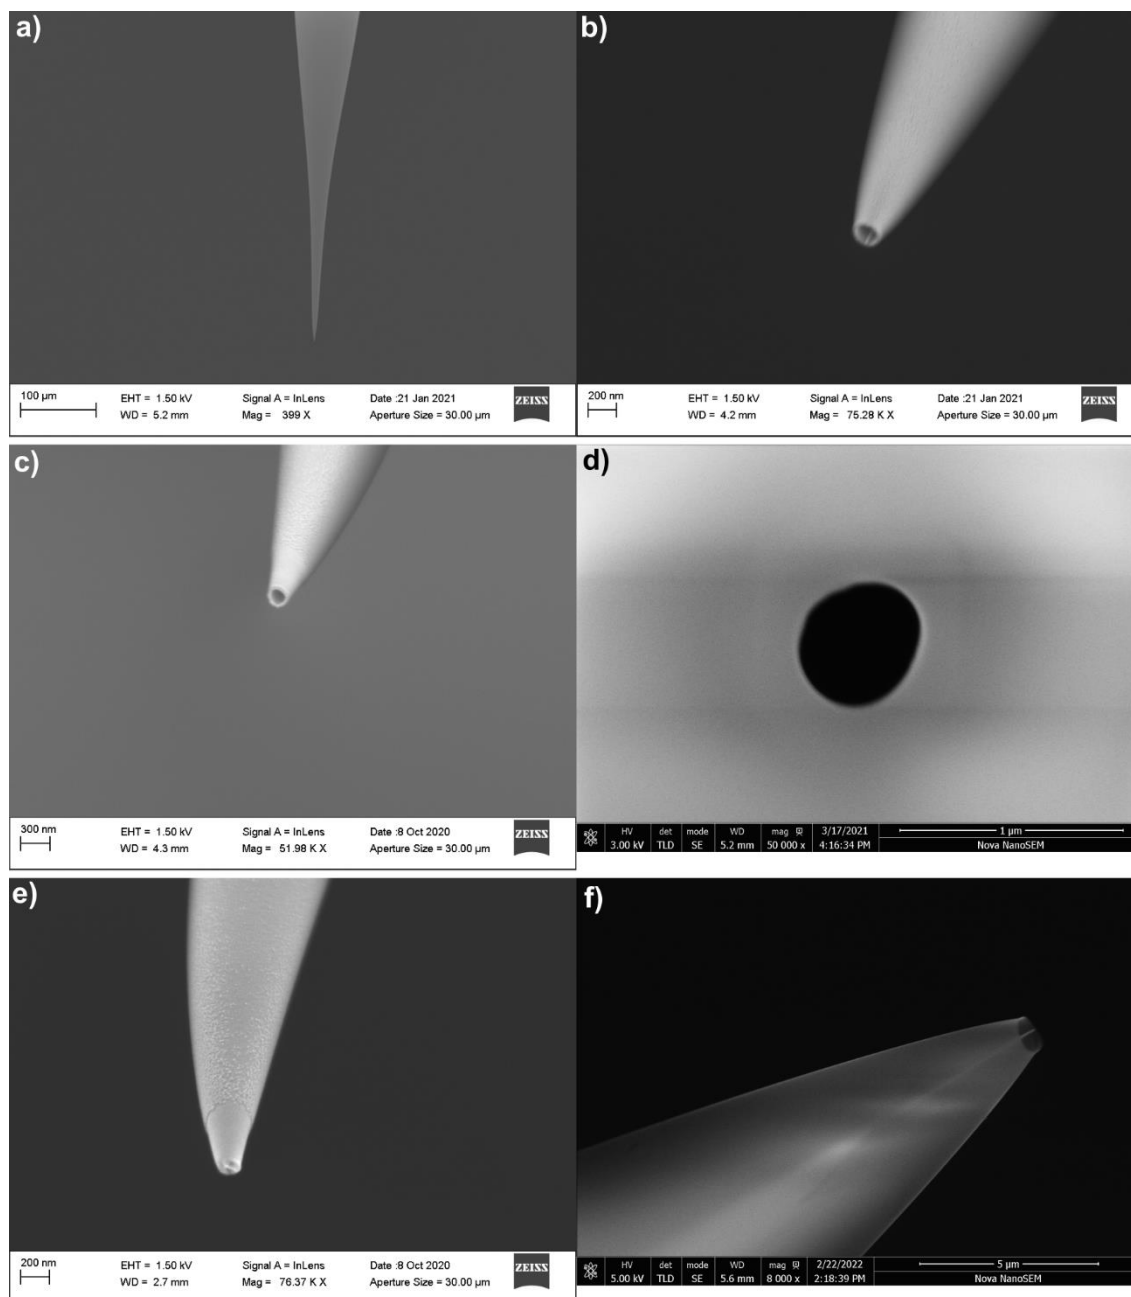 a)
100 µm
EHT = 1.50 kV
Signal A = InLens
Date :21 Jan 2021
WD = 5.2 mm
Mag = 399 X
Aperture Size = 30.00 µm
ZEISS
b)
200 nm
EHT = 1.50 kV
Signal A = InLens
Date :21 Jan 2021
WD = 4.2 mm
Mag = 75.28 K X
Aperture Size = 30.00 µm
ZEISS
c)
300 nm
EHT = 1.50 kV
Signal A = InLens
Date :8 Oct 2020
WD = 4.3 mm
Mag = 51.98 K X
Aperture Size = 30.00 µm
ZEISS
d)
HV det mode WD mag 3/17/2021 1 µm
3.00 kV TLD SE 5.2 mm 50 000 x 4:16:34 PM Nova NanoSEM
e)
200 nm
EHT = 1.50 kV
Signal A = InLens
Date :8 Oct 2020
WD = 2.7 mm
Mag = 76.37 K X
Aperture Size = 30.00 µm
ZEISS
f)
HV det mode WD mag 2/22/2022 5 µm
5.00 kV TLD SE 5.6 mm 8 000 x 2:18:39 PM Nova NanoSEM